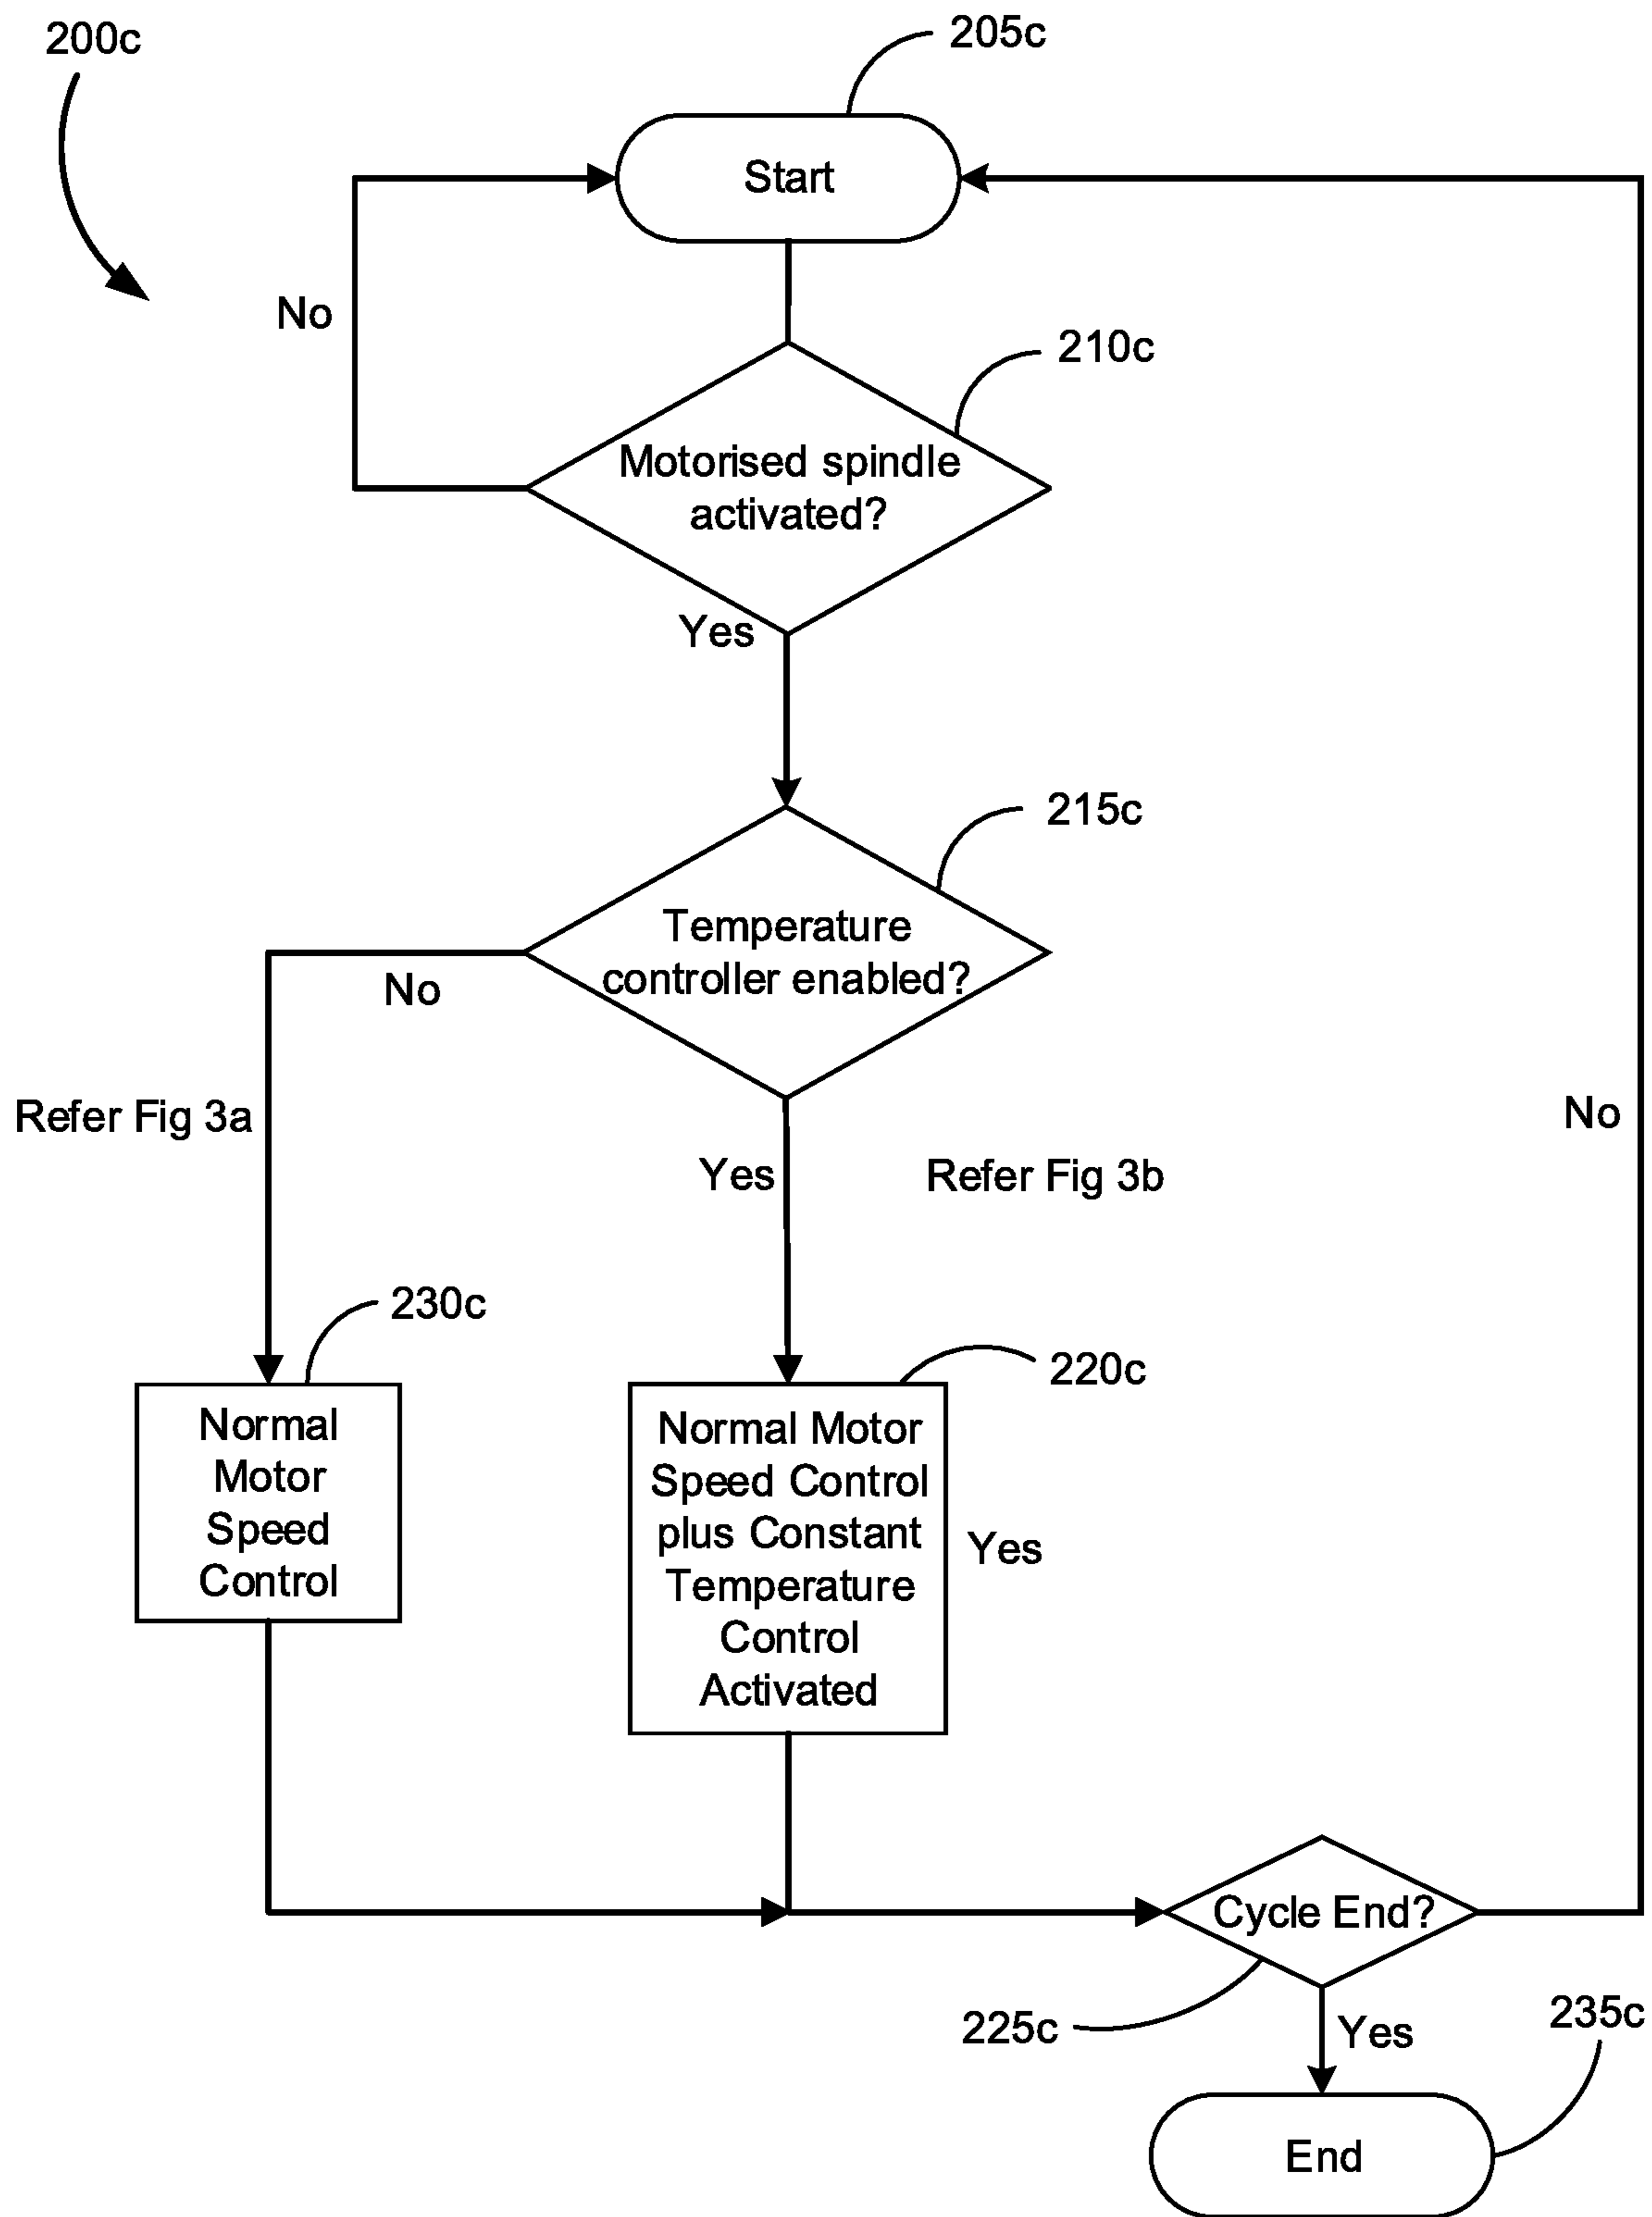 200c
205c
Start
No
210c
Motorised spindle
activated?
Yes
215c
Temperature
controller enabled?
No
Refer Fig 3a
No
Yes
Refer Fig 3b
230c
220c
Normal
Motor
Speed
Control
Normal Motor
Speed Control
plus Constant
Temperature
Control
Activated
Yes
Cycle End?
225c
Yes
235c
End